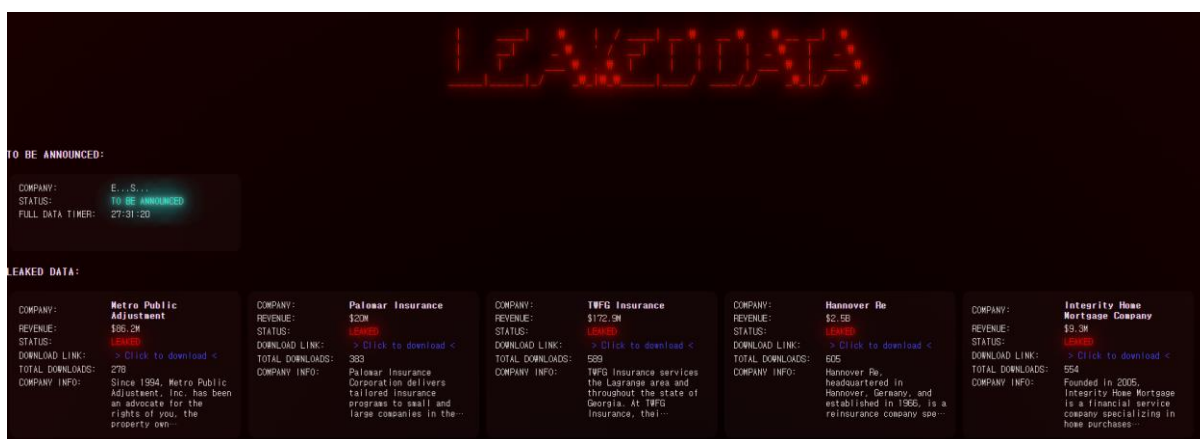 LEAKED DATA
TO BE ANNOUNCED:
COMPANY: E...S...
STATUS: TO BE ANNOUNCED
FULL DATA TIMER: 27:31:20
LEAKED DATA:
COMPANY: Metro Public
Adjustment
REVENUE: $86.2M
STATUS: LEAKED
DOWNLOAD LINK: > Click to download <
TOTAL DOWNLOADS: 278
COMPANY INFO: Since 1994, Metro Public
Adjustment, Inc. has been
an advocate for the
rights of you, the
property own…
COMPANY: Palomar Insurance
REVENUE: $20M
STATUS: LEAKED
DOWNLOAD LINK: > Click to download <
TOTAL DOWNLOADS: 383
COMPANY INFO: Palomar Insurance
Corporation delivers
tailored insurance
programs to small and
large companies in the…
COMPANY: TWFG Insurance
REVENUE: $172.9M
STATUS: LEAKED
DOWNLOAD LINK: > Click to download <
TOTAL DOWNLOADS: 589
COMPANY INFO: TWFG Insurance services
the Lagrange area and
throughout the state of
Georgia. At TWFG
Insurance, thei…
COMPANY: Hannover Re
REVENUE: $2.5B
STATUS: LEAKED
DOWNLOAD LINK: > Click to download <
TOTAL DOWNLOADS: 605
COMPANY INFO: Hannover Re,
headquartered in
Hannover, Germany, and
established in 1966, is a
reinsurance company spe…
COMPANY: Integrity Home
Mortgage Company
REVENUE: $9.3M
STATUS: LEAKED
DOWNLOAD LINK: > Click to download <
TOTAL DOWNLOADS: 554
COMPANY INFO: Founded in 2005,
Integrity Home Mortgage
is a financial service
company specializing in
home purchases…